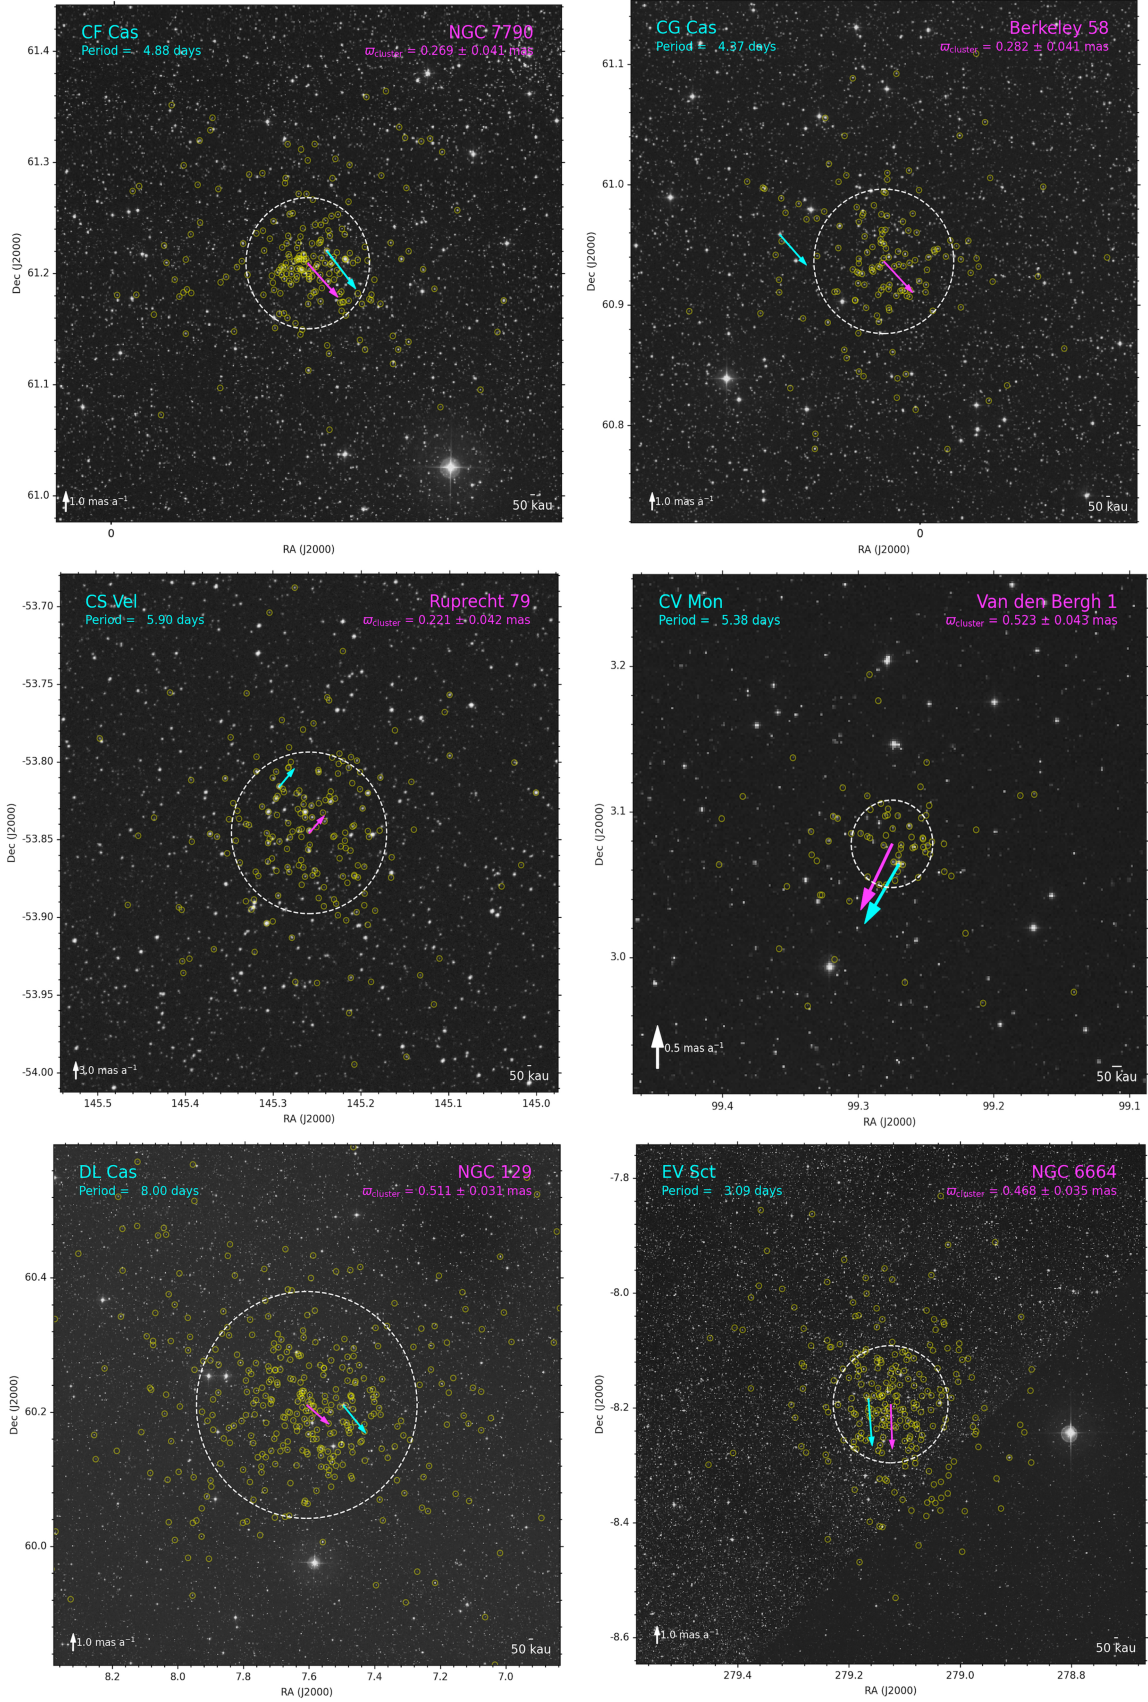 CF Cas
NGC 7790
Period = 4.88 days
ϖcluster = 0.269 ± 0.041 mas
61.4
61.3
61.2
61.1
61.0
Dec (J2000)
1.0 mas a⁻¹
50 kau
0
RA (J2000)
CG Cas
Berkeley 58
Period = 4.37 days
ϖcluster = 0.282 ± 0.041 mas
61.1
61.0
60.9
60.8
Dec (J2000)
1.0 mas a⁻¹
50 kau
0
RA (J2000)
CS Vel
Ruprecht 79
Period = 5.90 days
ϖcluster = 0.221 ± 0.042 mas
-53.70
-53.75
-53.80
-53.85
-53.90
-53.95
-54.00
Dec (J2000)
3.0 mas a⁻¹
50 kau
145.5 145.4 145.3 145.2 145.1 145.0
RA (J2000)
CV Mon
Van den Bergh 1
Period = 5.38 days
ϖcluster = 0.523 ± 0.043 mas
3.2
3.1
3.0
Dec (J2000)
0.5 mas a⁻¹
50 kau
99.4 99.3 99.2 99.1
RA (J2000)
DL Cas
NGC 129
Period = 8.00 days
ϖcluster = 0.511 ± 0.031 mas
60.4
60.2
60.0
Dec (J2000)
1.0 mas a⁻¹
50 kau
8.2 8.0 7.8 7.6 7.4 7.2 7.0
RA (J2000)
EV Sct
NGC 6664
Period = 3.09 days
ϖcluster = 0.468 ± 0.035 mas
-7.8
-8.0
-8.2
-8.4
-8.6
Dec (J2000)
1.0 mas a⁻¹
50 kau
279.4 279.2 279.0 278.8
RA (J2000)